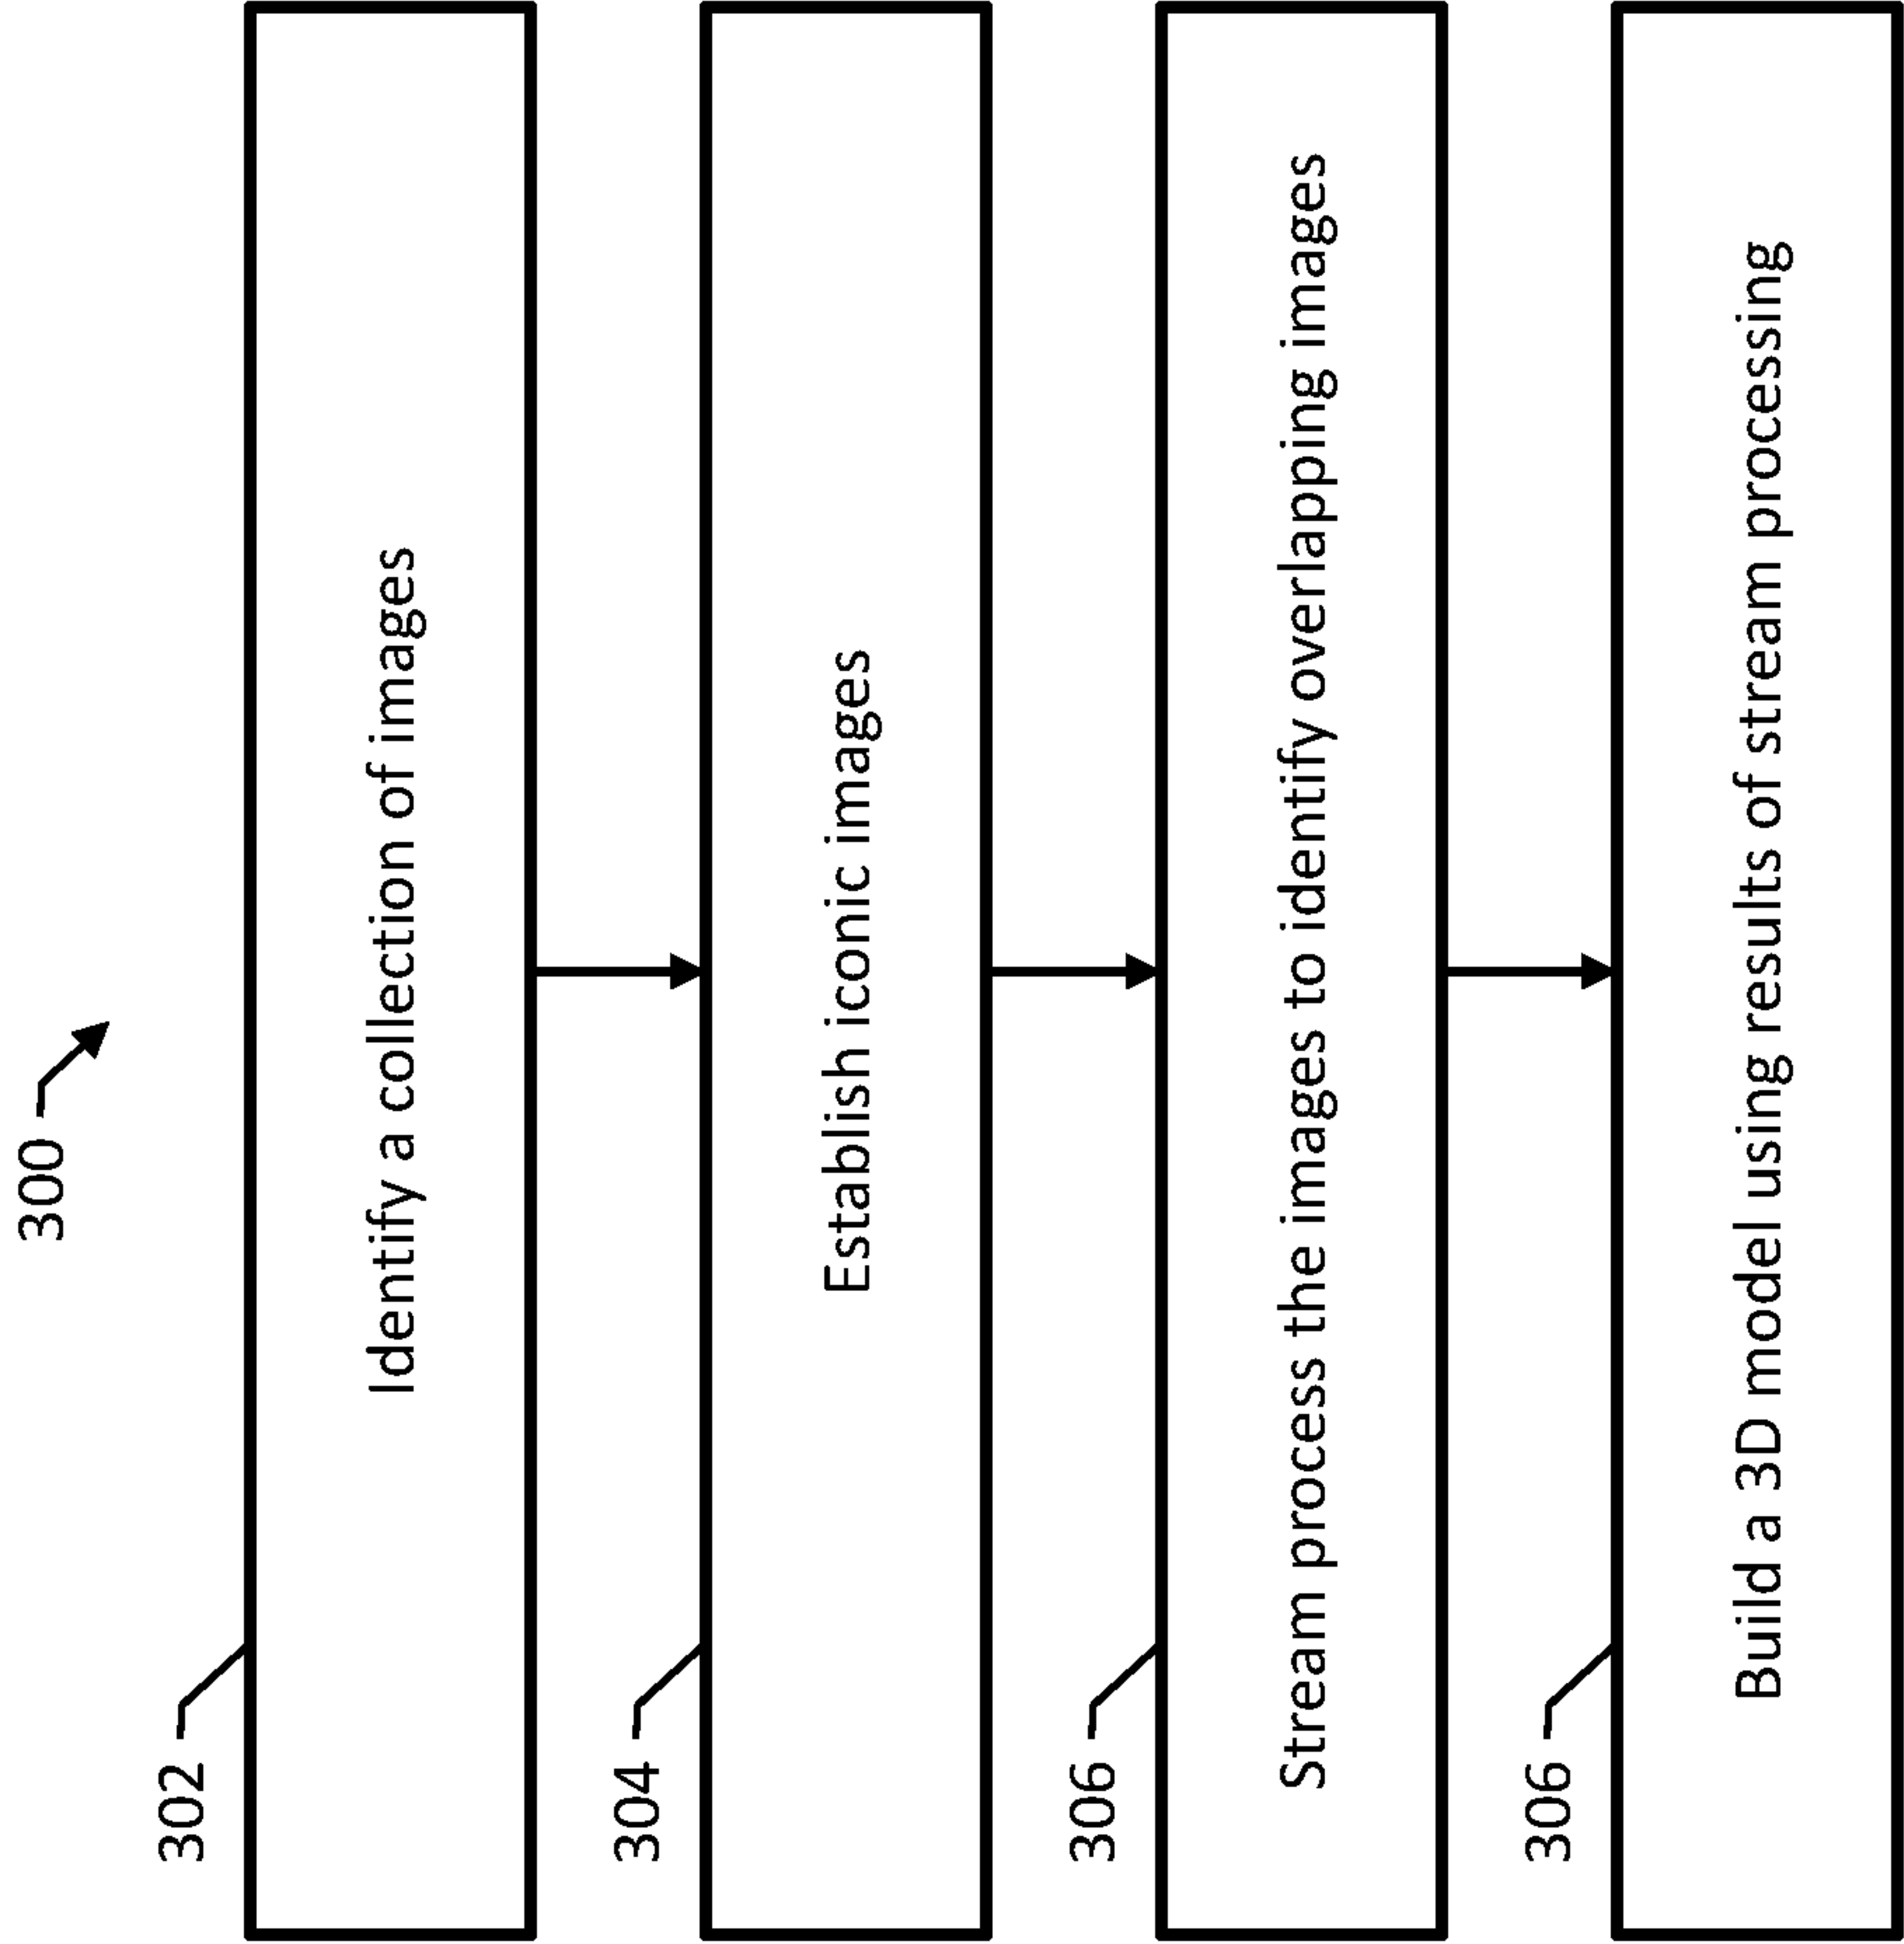 300
302
Identify a collection of images
304
Establish iconic images
306
Stream process the images to identify overlapping images
306
Build a 3D model using results of stream processing